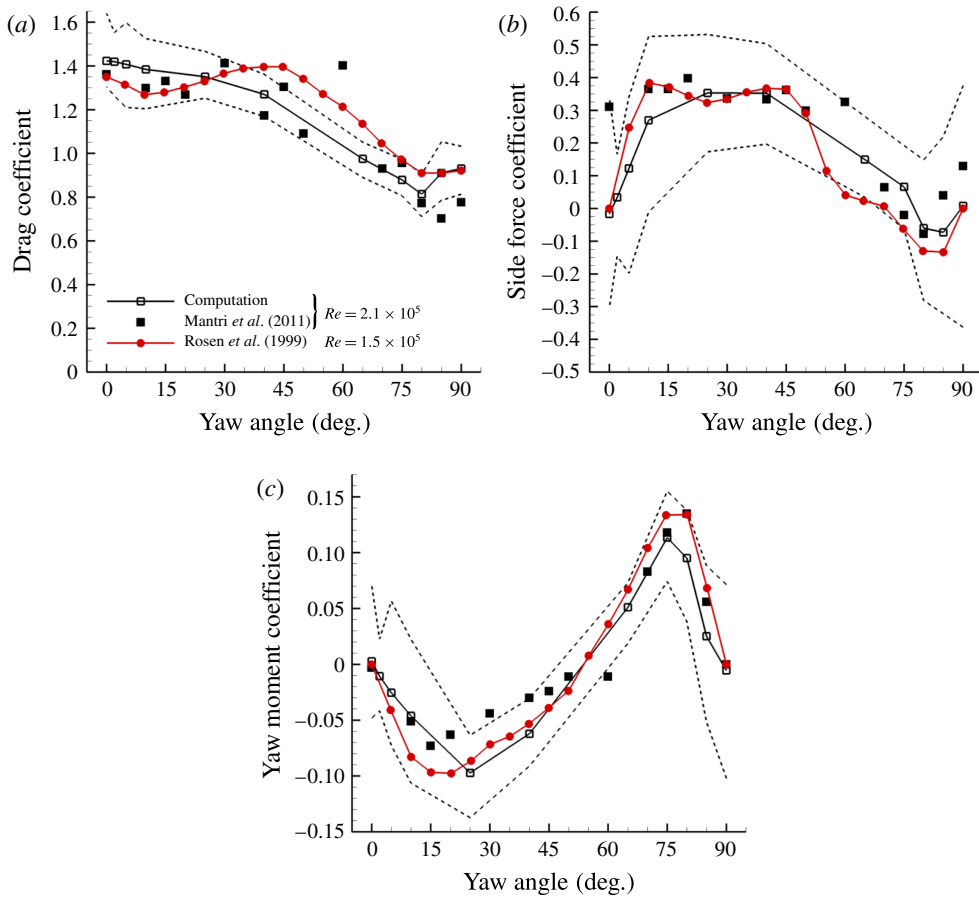 (a)
1.6
1.4
1.2
1.0
0.8
0.6
0.4
0.2
0
Drag coefficient
Computation
Mantri et al. (2011)
Re = 2.1 × 10⁵
Rosen et al. (1999) Re = 1.5 × 10⁵
0 15 30 45 60 75 90
Yaw angle (deg.)
(b)
0.6
0.5
0.4
0.3
0.2
0.1
0
−0.1
−0.2
−0.3
−0.4
−0.5
Side force coefficient
0 15 30 45 60 75 90
Yaw angle (deg.)
(c)
0.15
0.10
0.05
0
−0.05
−0.10
−0.15
Yaw moment coefficient
0 15 30 45 60 75 90
Yaw angle (deg.)